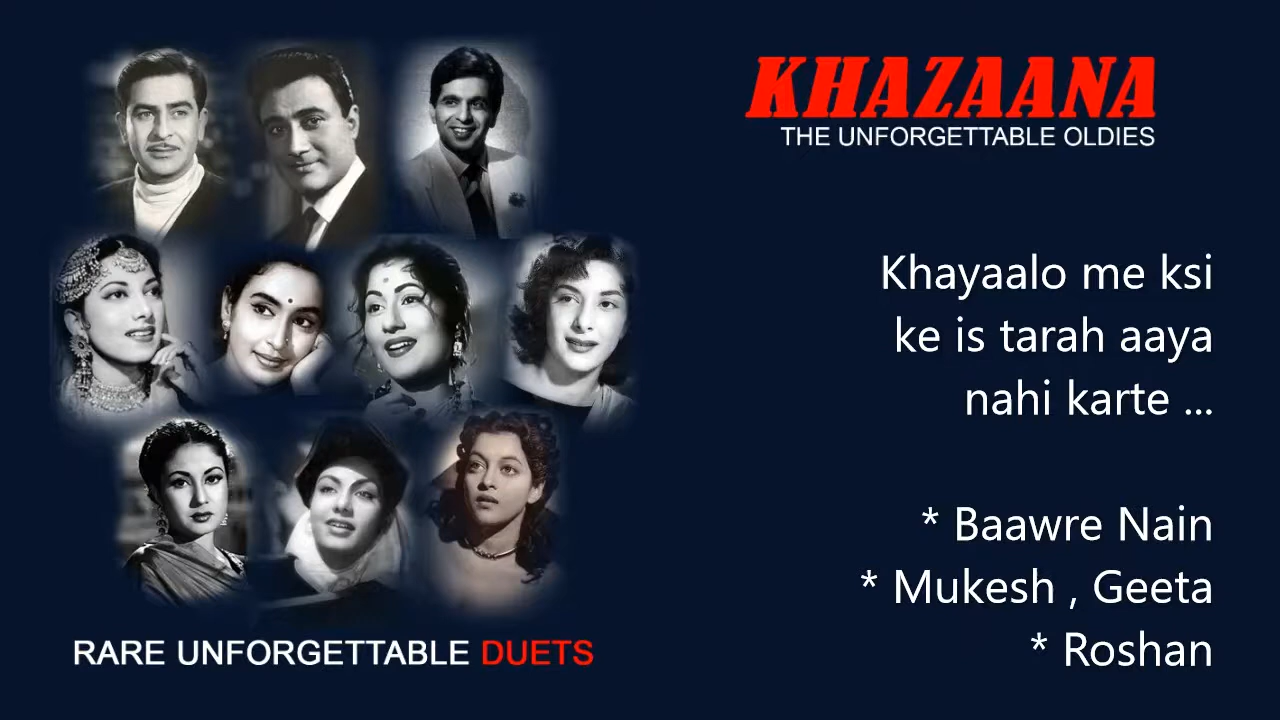 KHAZAANA
THE UNFORGETTABLE OLDIES
Khayaalo me ksi
ke is tarah aaya
nahi karte ...
* Baawre Nain
* Mukesh , Geeta
* Roshan
RARE UNFORGETTABLE DUETS